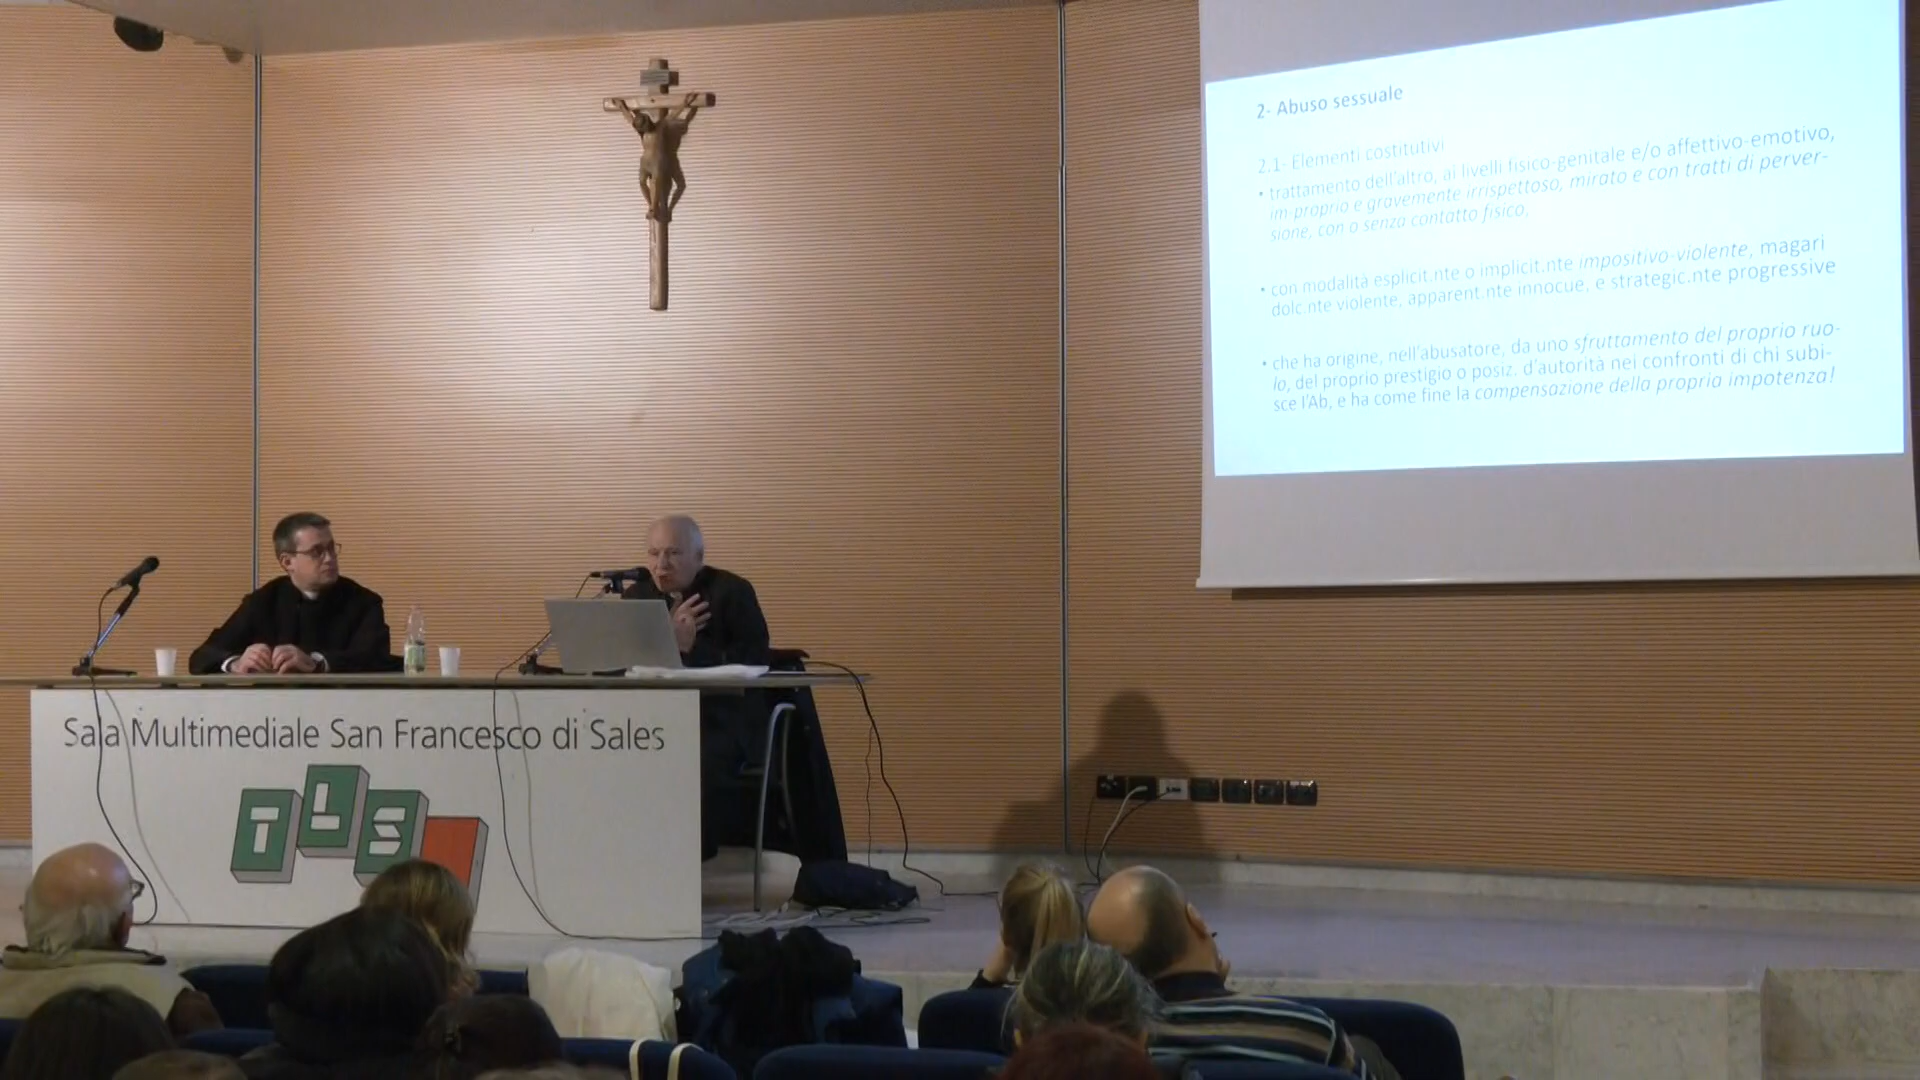 2- Abuso sessuale
2.1- Elementi costitutivi
• trattamento dell'altro, ai livelli fisico-genitale e/o affettivo-emotivo,
im-proprio e gravemente irrispettoso, mirato e con tratti di perver-
sione, con o senza contatto fisico,
• con modalità esplicit.nte o implicit.nte impositivo-violente, magari
dolc.nte violente, apparent.nte innocue, e strategic.nte progressive
• che ha origine, nell'abusatore, da uno sfruttamento del proprio ruo-
lo, del proprio prestigio o posiz. d'autorità nei confronti di chi subi-
sce l'Ab, e ha come fine la compensazione della propria impotenza!
Sala Multimediale San Francesco di Sales